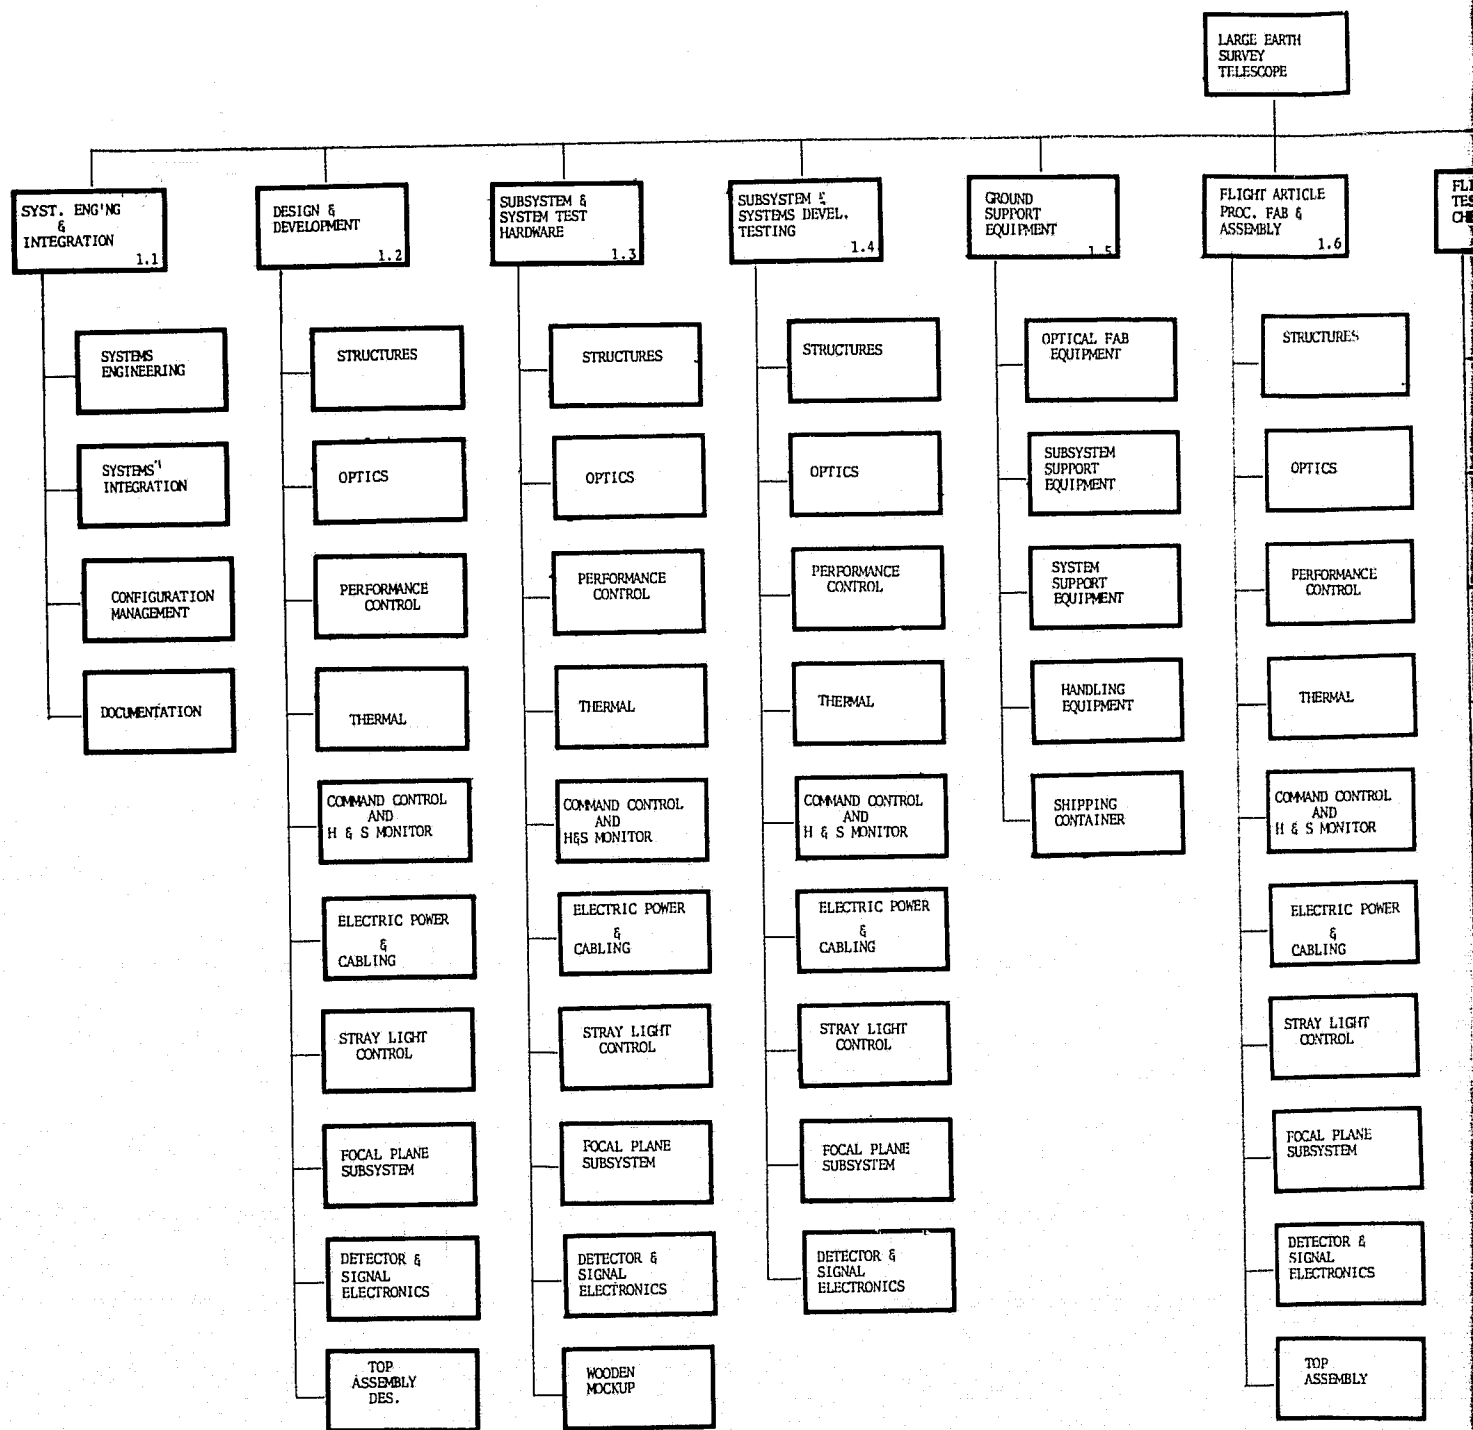 LARGE EARTH
SURVEY
TELESCOPE
SYST. ENG'NG
&
INTEGRATION
1.1
SYSTEMS
ENGINEERING
SYSTEMS
INTEGRATION
CONFIGURATION
MANAGEMENT
DOCUMENTATION
DESIGN &
DEVELOPMENT
1.2
STRUCTURES
OPTICS
PERFORMANCE
CONTROL
THERMAL
COMMAND CONTROL
AND
H & S MONITOR
ELECTRIC POWER
&
CABLING
STRAY LIGHT
CONTROL
FOCAL PLANE
SUBSYSTEM
DETECTOR &
SIGNAL
ELECTRONICS
TOP
ASSEMBLY
DES.
SUBSYSTEM &
SYSTEM TEST
HARDWARE
1.3
STRUCTURES
OPTICS
PERFORMANCE
CONTROL
THERMAL
COMMAND CONTROL
AND
H&S MONITOR
ELECTRIC POWER
&
CABLING
STRAY LIGHT
CONTROL
FOCAL PLANE
SUBSYSTEM
DETECTOR &
SIGNAL
ELECTRONICS
WOODEN
MOCKUP
SUBSYSTEM &
SYSTEMS DEVEL.
TESTING
1.4
STRUCTURES
OPTICS
PERFORMANCE
CONTROL
THERMAL
COMMAND CONTROL
AND
H & S MONITOR
ELECTRIC POWER
&
CABLING
STRAY LIGHT
CONTROL
FOCAL PLANE
SUBSYSTEM
DETECTOR &
SIGNAL
ELECTRONICS
GROUND
SUPPORT
EQUIPMENT
1.5
OPTICAL FAB
EQUIPMENT
SUBSYSTEM
SUPPORT
EQUIPMENT
SYSTEM
SUPPORT
EQUIPMENT
HANDLING
EQUIPMENT
SHIPPING
CONTAINER
FLIGHT ARTICLE
PROC. FAB &
ASSEMBLY
1.6
STRUCTURES
OPTICS
PERFORMANCE
CONTROL
THERMAL
COMMAND CONTROL
AND
H & S MONITOR
ELECTRIC POWER
&
CABLING
STRAY LIGHT
CONTROL
FOCAL PLANE
SUBSYSTEM
DETECTOR &
SIGNAL
ELECTRONICS
TOP
ASSEMBLY